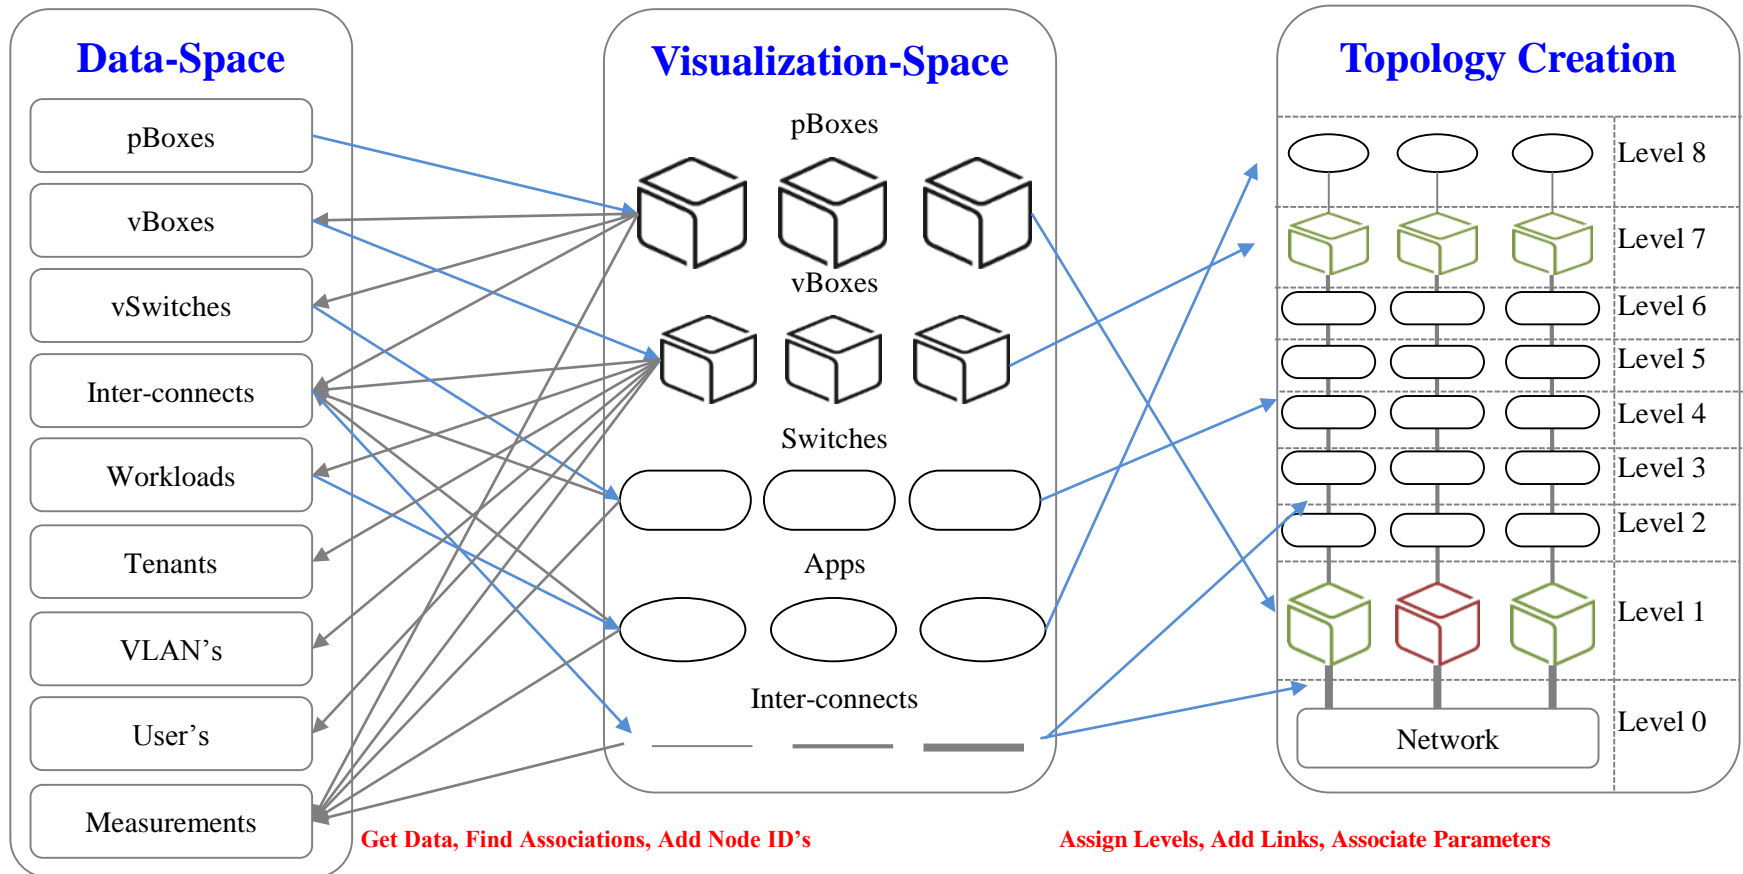 Data-Space
pBoxes
vBoxes
vSwitches
Inter-connects
Workloads
Tenants
VLAN’s
User’s
Measurements
Visualization-Space
pBoxes
vBoxes
Switches
Apps
Inter-connects
Topology Creation
Level 8
Level 7
Level 6
Level 5
Level 4
Level 3
Level 2
Level 1
Level 0
Network
Get Data, Find Associations, Add Node ID’s
Assign Levels, Add Links, Associate Parameters